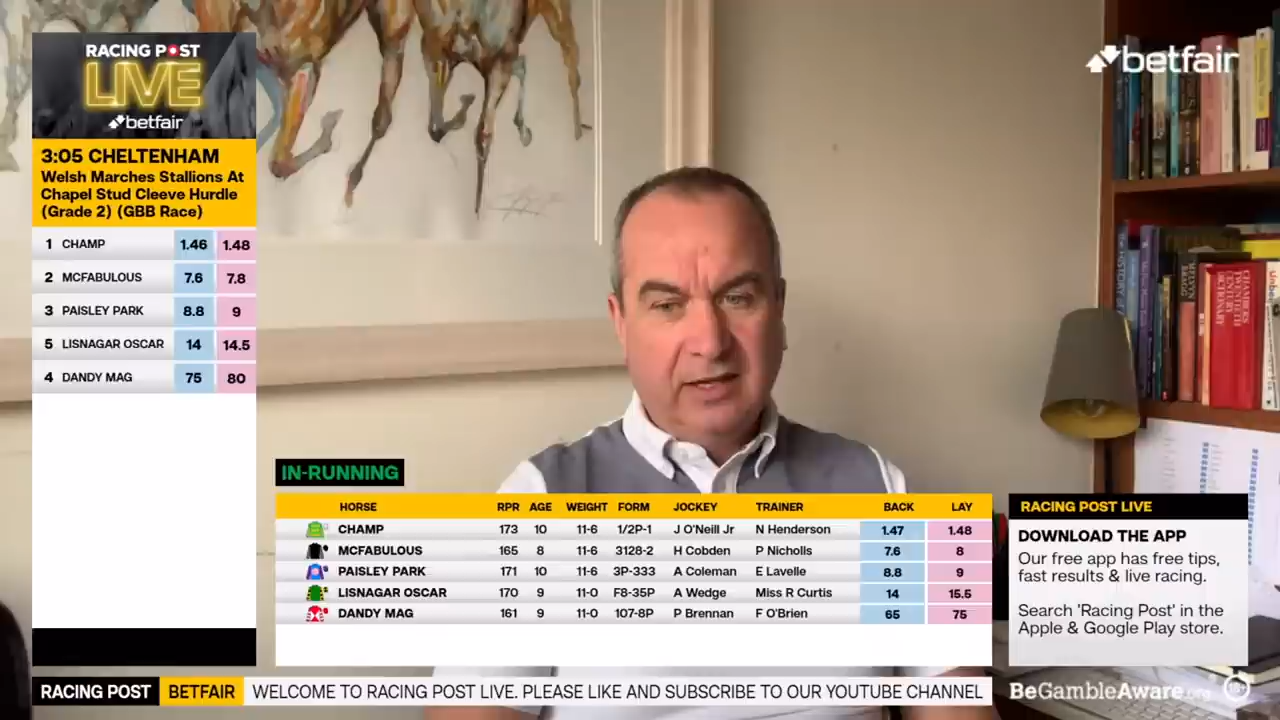 RACING POST
LIVE
betfair
3:05 CHELTENHAM
Welsh Marches Stallions At
Chapel Stud Cleeve Hurdle
(Grade 2) (GBB Race)
1 CHAMP 1.46 1.48
2 MCFABULOUS 7.6 7.8
3 PAISLEY PARK 8.8 9
5 LISNAGAR OSCAR 14 14.5
4 DANDY MAG 75 80
betfair
MELVYN BRAGG
CHAMBERS TWENTIETH CENTURY DICTIONARY
IN-RUNNING
HORSE RPR AGE WEIGHT FORM JOCKEY TRAINER BACK LAY
CHAMP 173 10 11-6 1/2P-1 J O'Neill Jr N Henderson 1.47 1.48
MCFABULOUS 165 8 11-6 3128-2 H Cobden P Nicholls 7.6 8
PAISLEY PARK 171 10 11-6 3P-333 A Coleman E Lavelle 8.8 9
LISNAGAR OSCAR 170 9 11-0 F8-35P A Wedge Miss R Curtis 14 15.5
DANDY MAG 161 9 11-0 107-8P P Brennan F O'Brien 65 75
RACING POST LIVE
DOWNLOAD THE APP
Our free app has free tips,
fast results & live racing.
Search 'Racing Post' in the
Apple & Google Play store.
RACING POST BETFAIR WELCOME TO RACING POST LIVE. PLEASE LIKE AND SUBSCRIBE TO OUR YOUTUBE CHANNEL
BeGambleAware.org 18+